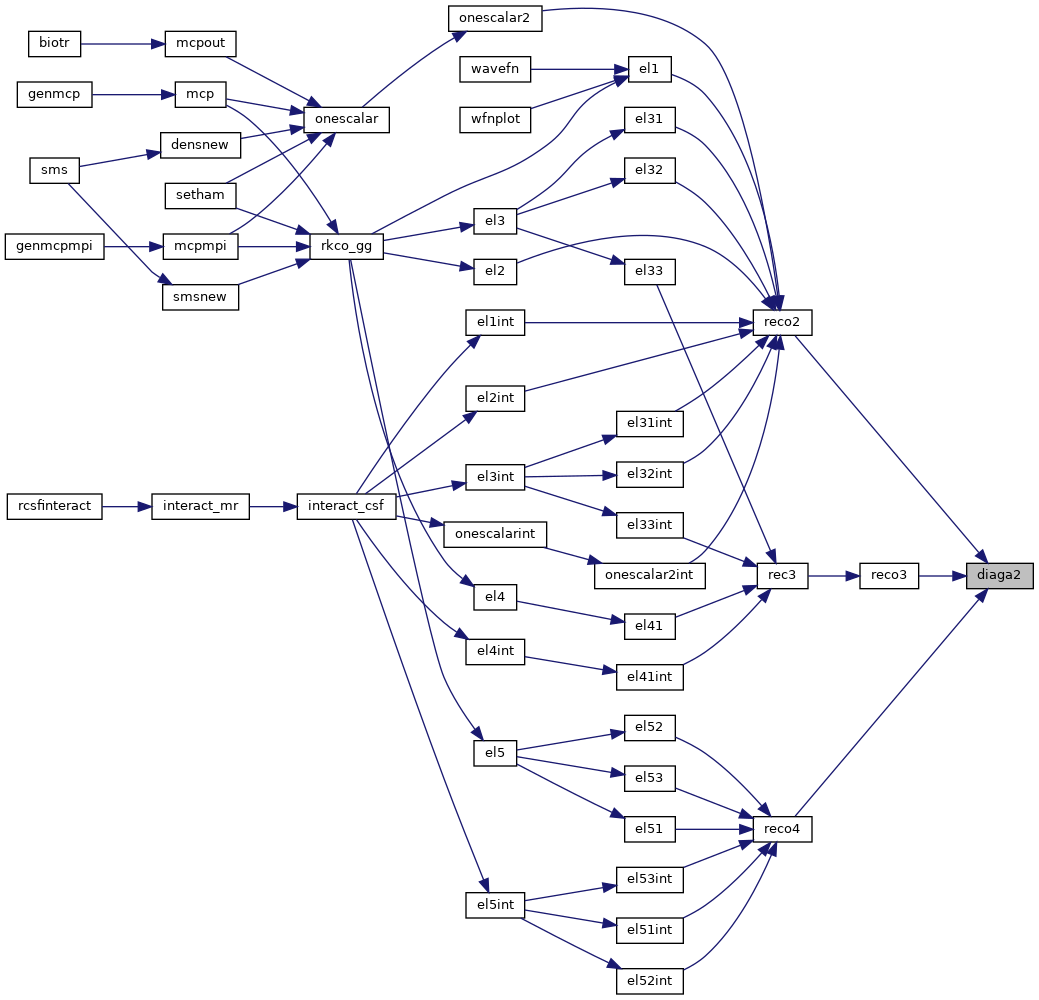 onescalar2
biotr
mcpout
wavefn
el1
genmcp
mcp
onescalar
wfnplot
el31
densnew
sms
el32
setham
el3
genmcpmpi
mcpmpi
rkco_gg
el2
el33
smsnew
el1int
reco2
el2int
el31int
el3int
el32int
rcsfinteract
interact_mr
interact_csf
onescalarint
el33int
onescalar2int
rec3
reco3
diaga2
el4
el41
el4int
el41int
el52
el5
el53
el51
reco4
el53int
el5int
el51int
el52int